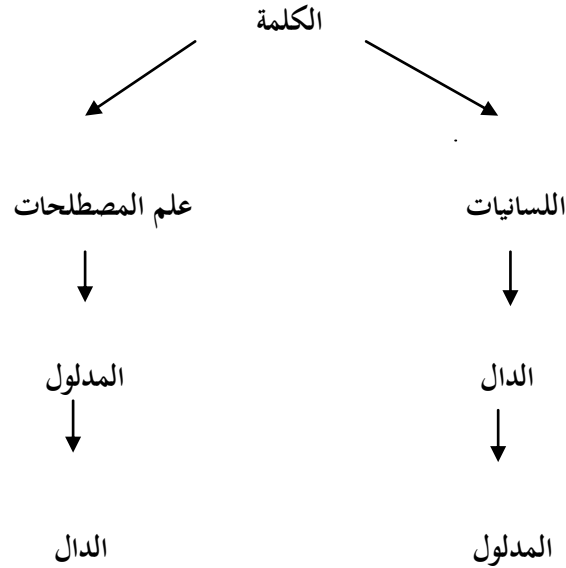 الكلمة
اللسانيات علم المصطلحات
الدال المدلول
المدلول الدال